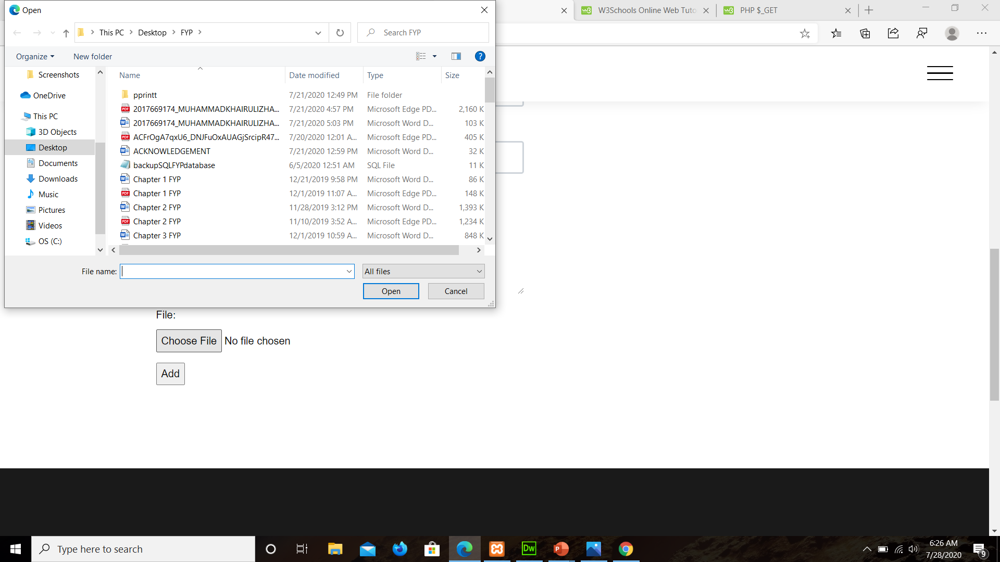 Open
W3Schools Online Web Tuto
PHP $_GET
This PC > Desktop > FYP >
Search FYP
Organize
New folder
Name
Date modified
Type
Size
Screenshots
OneDrive
This PC
3D Objects
Desktop
Documents
Downloads
Music
Pictures
Videos
OS (C:)
pprintt 7/21/2020 12:49 PM File folder
2017669174_MUHAMMADKHAIRULIZHA... 7/21/2020 4:57 PM Microsoft Edge PD... 2,160 K
2017669174_MUHAMMADKHAIRULIZHA... 7/21/2020 5:03 PM Microsoft Word D... 103 K
ACFrOgA7qxU6_DNJFuOxAUAGjSrcipR47... 7/20/2020 12:01 A... Microsoft Edge PD... 405 K
ACKNOWLEDGEMENT 7/21/2020 12:59 PM Microsoft Word D... 32 K
backupSQLFYPdatabase 6/5/2020 12:51 AM SQL File 11 K
Chapter 1 FYP 12/21/2019 9:58 PM Microsoft Word D... 86 K
Chapter 1 FYP 12/1/2019 11:07 A... Microsoft Edge PD... 148 K
Chapter 2 FYP 11/28/2019 3:12 PM Microsoft Word D... 1,393 K
Chapter 2 FYP 11/10/2019 3:52 A... Microsoft Edge PD... 1,234 K
Chapter 3 FYP 12/1/2019 10:59 A... Microsoft Word D... 848 K
File name:
All files
Open
Cancel
File:
Choose File No file chosen
Add
Type here to search
Dw
6:26 AM
7/28/2020
9